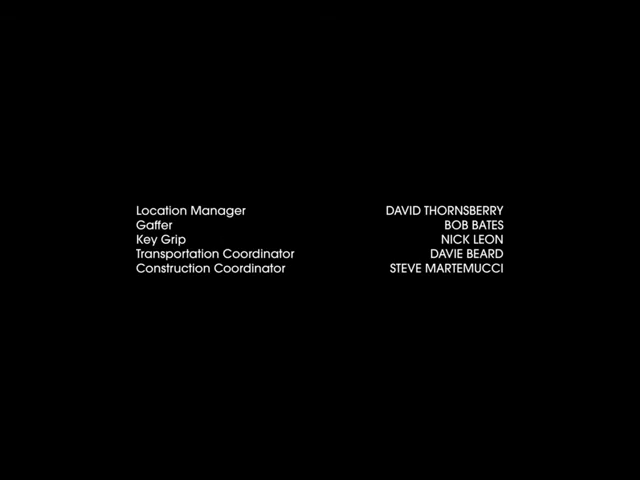 Location Manager DAVID THORNSBERRY
Gaffer BOB BATES
Key Grip NICK LEON
Transportation Coordinator DAVIE BEARD
Construction Coordinator STEVE MARTEMUCCI